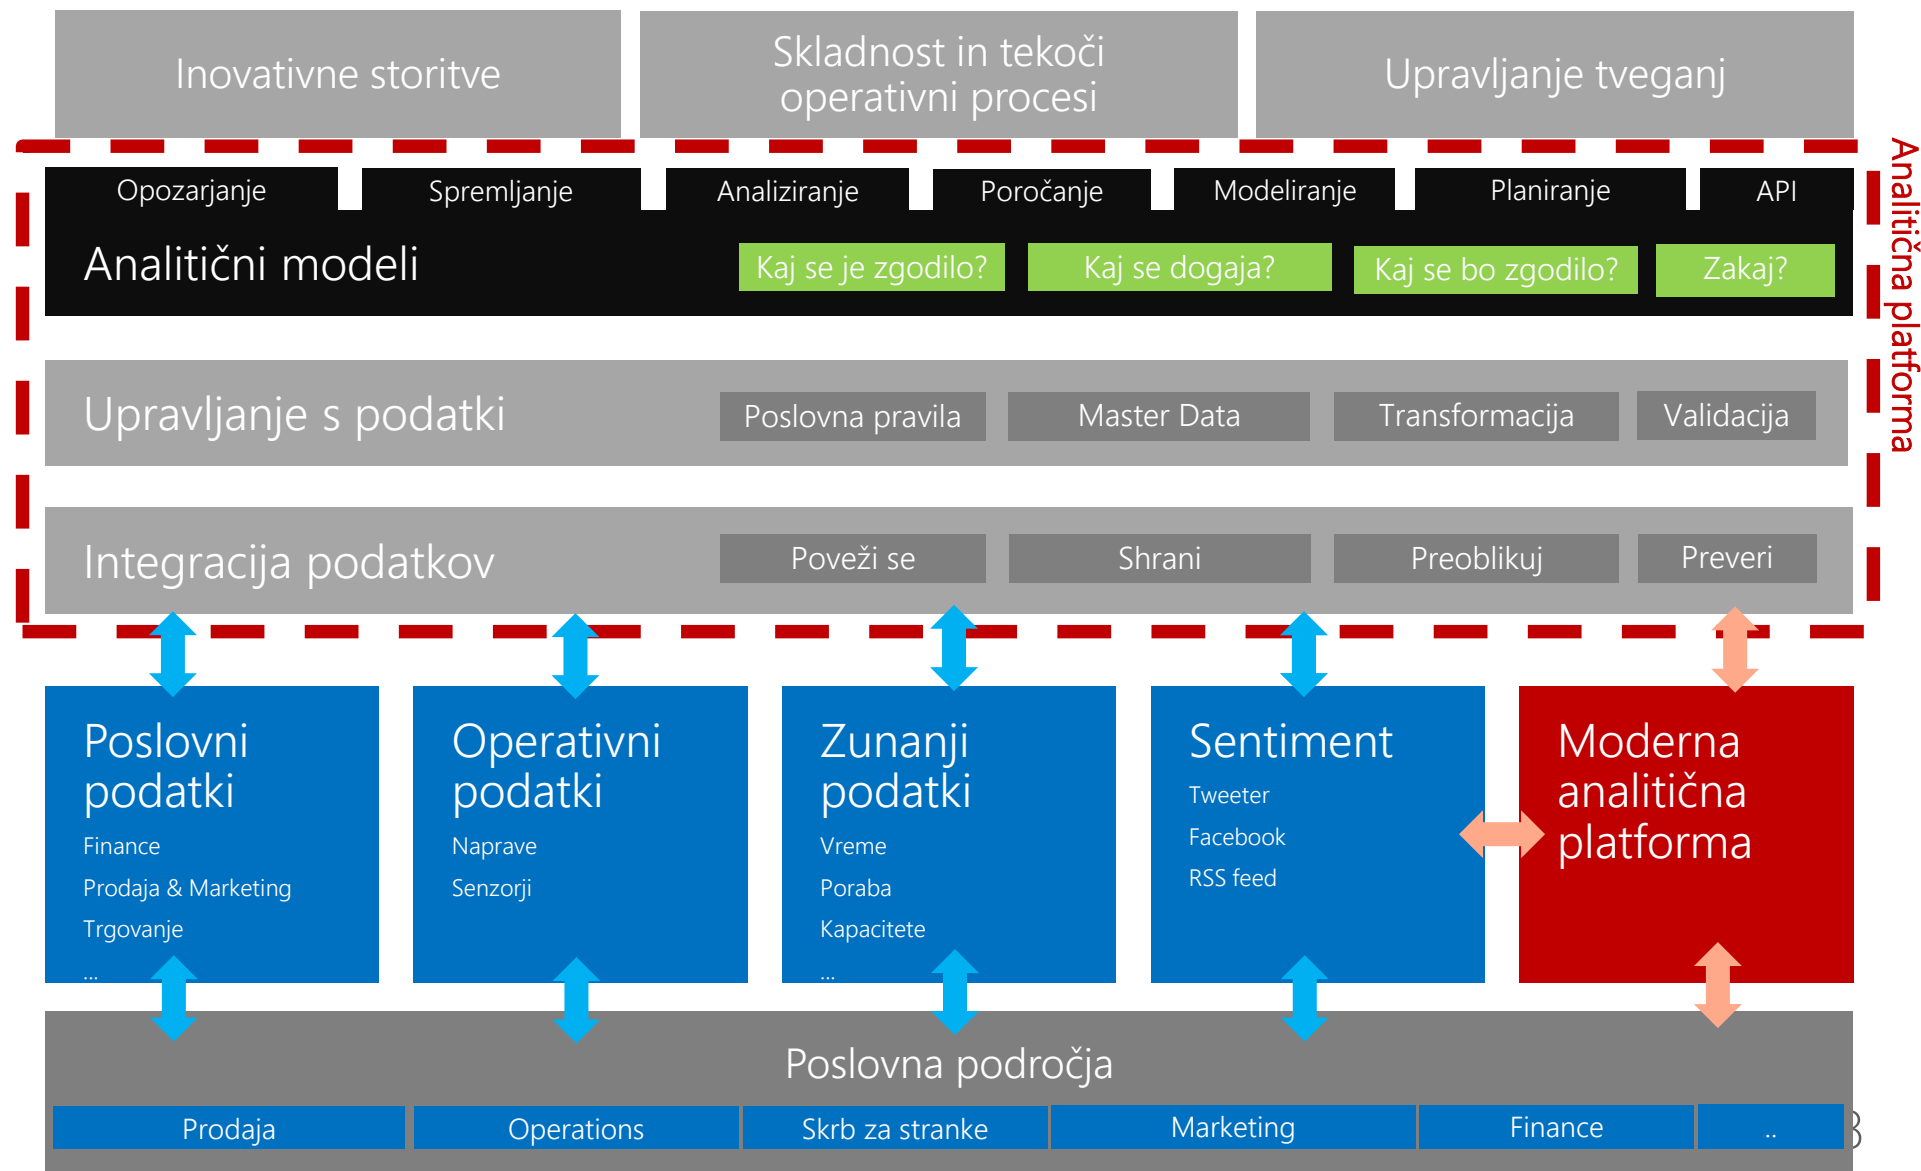 Inovativne storitve
Skladnost in tekoči
operativni procesi
Upravljanje tveganj
Analitična platforma
Opozarjanje
Spremljanje
Analiziranje
Poročanje
Modeliranje
Planiranje
API
Analitični modeli
Kaj se je zgodilo?
Kaj se dogaja?
Kaj se bo zgodilo?
Zakaj?
Upravljanje s podatki
Poslovna pravila
Master Data
Transformacija
Validacija
Integracija podatkov
Poveži se
Shrani
Preoblikuj
Preveri
Poslovni
podatki
Finance
Prodaja & Marketing
Trgovanje
...
Operativni
podatki
Naprave
Senzorji
Zunanji
podatki
Vreme
Poraba
Kapacitete
...
Sentiment
Tweeter
Facebook
RSS feed
Moderna
analitična
platforma
Poslovna področja
Prodaja
Operations
Skrb za stranke
Marketing
Finance
..